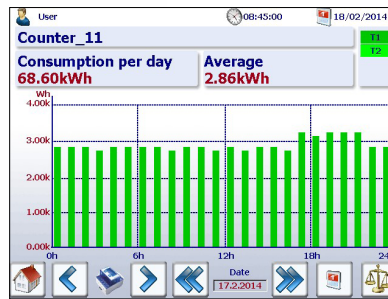 User 08:45:00 18/02/2014
Counter_11 T1
T2
Consumption per day Average
68.60kWh 2.86kWh
Wh
4.00k
3.00k
2.00k
1.00k
0.00k
0h 6h 12h 18h 24
Date
17.2.2014